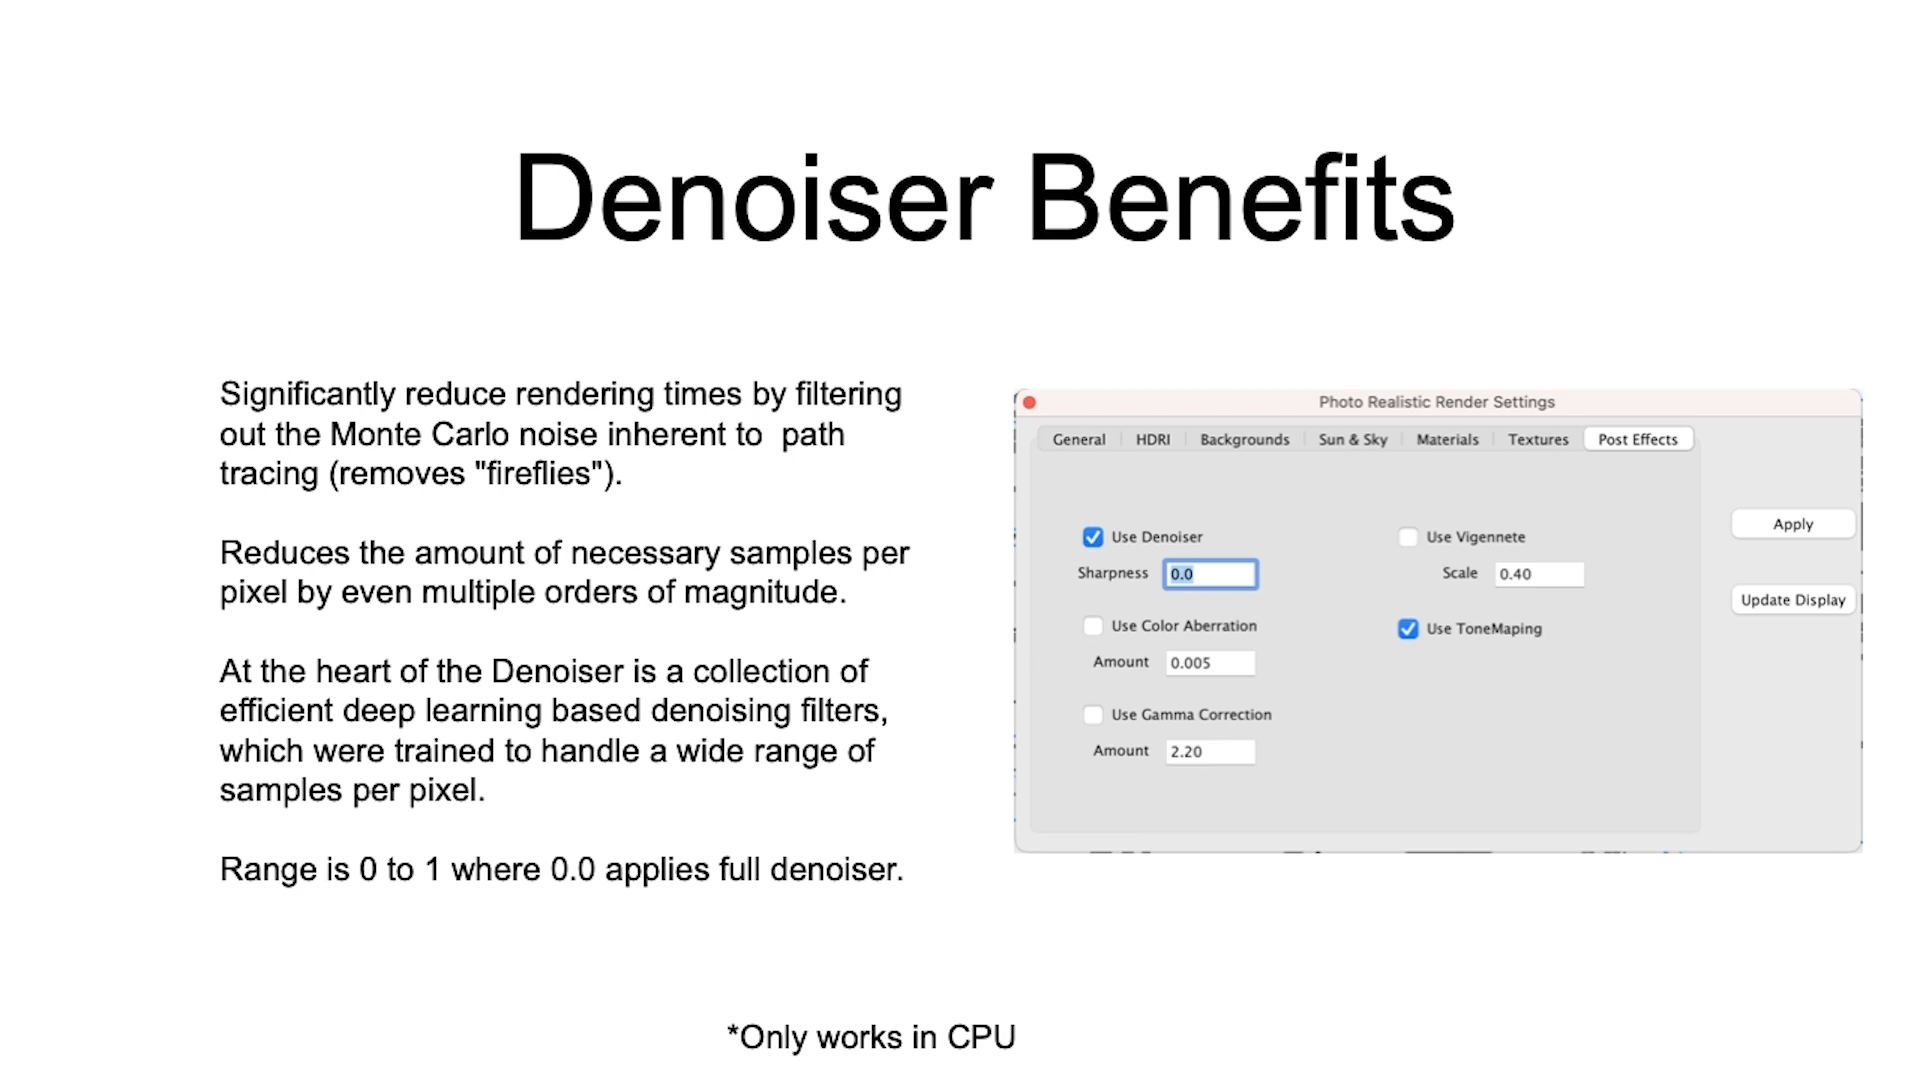 Denoiser Benefits
Significantly reduce rendering times by filtering
out the Monte Carlo noise inherent to  path
tracing (removes "fireflies").
Reduces the amount of necessary samples per
pixel by even multiple orders of magnitude.
At the heart of the Denoiser is a collection of
efficient deep learning based denoising filters,
which were trained to handle a wide range of
samples per pixel.
Range is 0 to 1 where 0.0 applies full denoiser.
Photo Realistic Render Settings
General HDRI Backgrounds Sun & Sky Materials Textures Post Effects
Use Denoiser
Sharpness 0.0
Use Color Aberration
Amount 0.005
Use Gamma Correction
Amount 2.20
Use Vigennete
Scale 0.40
Use ToneMaping
Apply
Update Display
*Only works in CPU